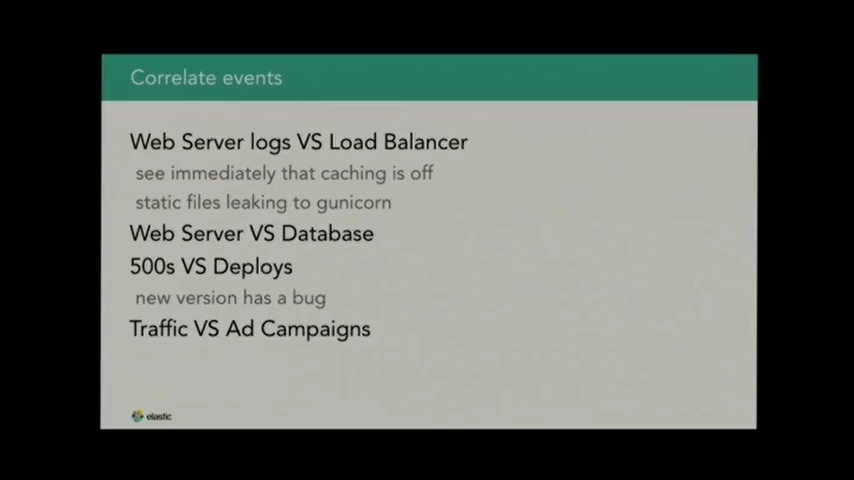 Correlate events
Web Server logs VS Load Balancer
see immediately that caching is off
static files leaking to gunicorn
Web Server VS Database
500s VS Deploys
new version has a bug
Traffic VS Ad Campaigns
elastic